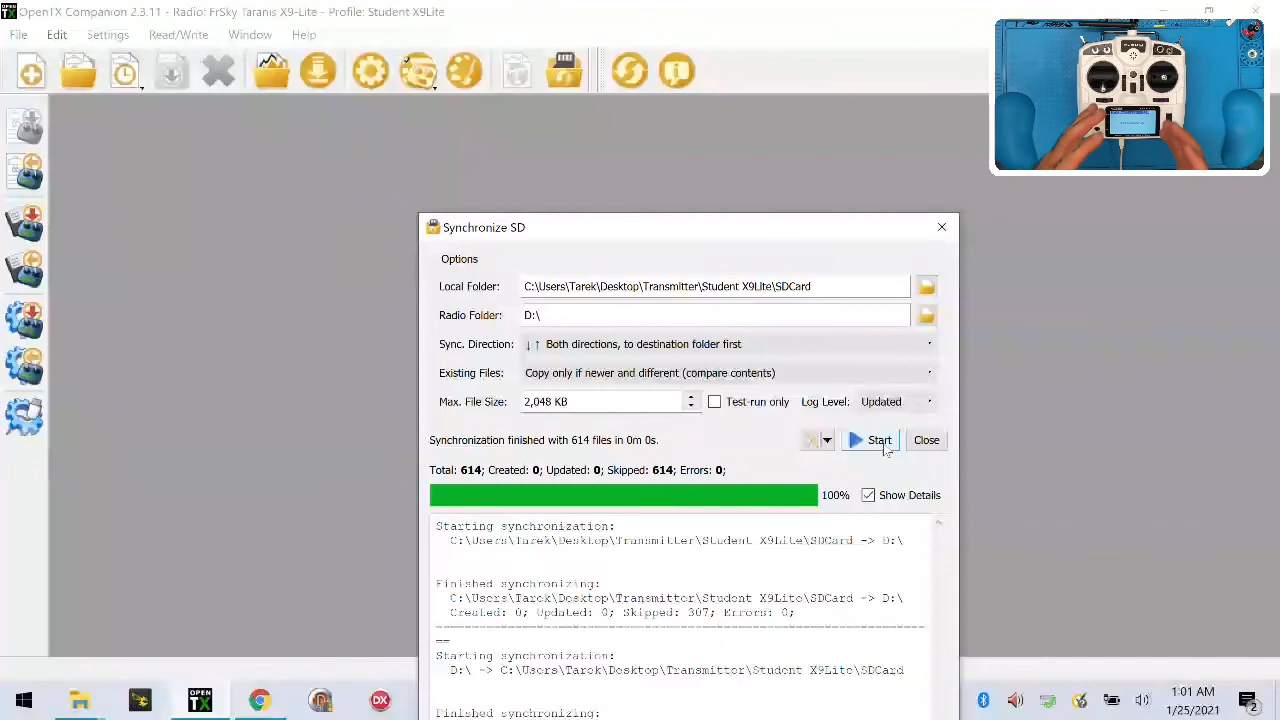 OPEN TX OpenTX Companion 2.3.11 - Radio: FrSky Taranis X9-Lite - Profile: Student X9Lite
File Edit Settings Read/Write Window
Synchronize SD
Options
Local Folder: C:\Users\Tarek\Desktop\Transmitter\Student X9Lite\SDCard
Radio Folder: D:\
Sync. Direction: ↓↑ Both directions, to destination folder first
Existing Files: Copy only if newer and different (compare contents)
Max. File Size: 2,048 KB Test-run only Log Level: Updated
Synchronization finished with 614 files in 0m 0s. Start Close
Total: 614; Created: 0; Updated: 0; Skipped: 614; Errors: 0;
100% Show Details
Starting synchronization:
C:\Users\Tarek\Desktop\Transmitter\Student X9Lite\SDCard -> D:\
Finished synchronizing:
C:\Users\Tarek\Desktop\Transmitter\Student X9Lite\SDCard -> D:\
Created: 0; Updated: 0; Skipped: 307; Errors: 0;
==
Starting synchronization:
D:\ -> C:\Users\Tarek\Desktop\Transmitter\Student X9Lite\SDCard
Finished synchronizing:
OPEN TX DX
1:01 AM
1/25/2021
2